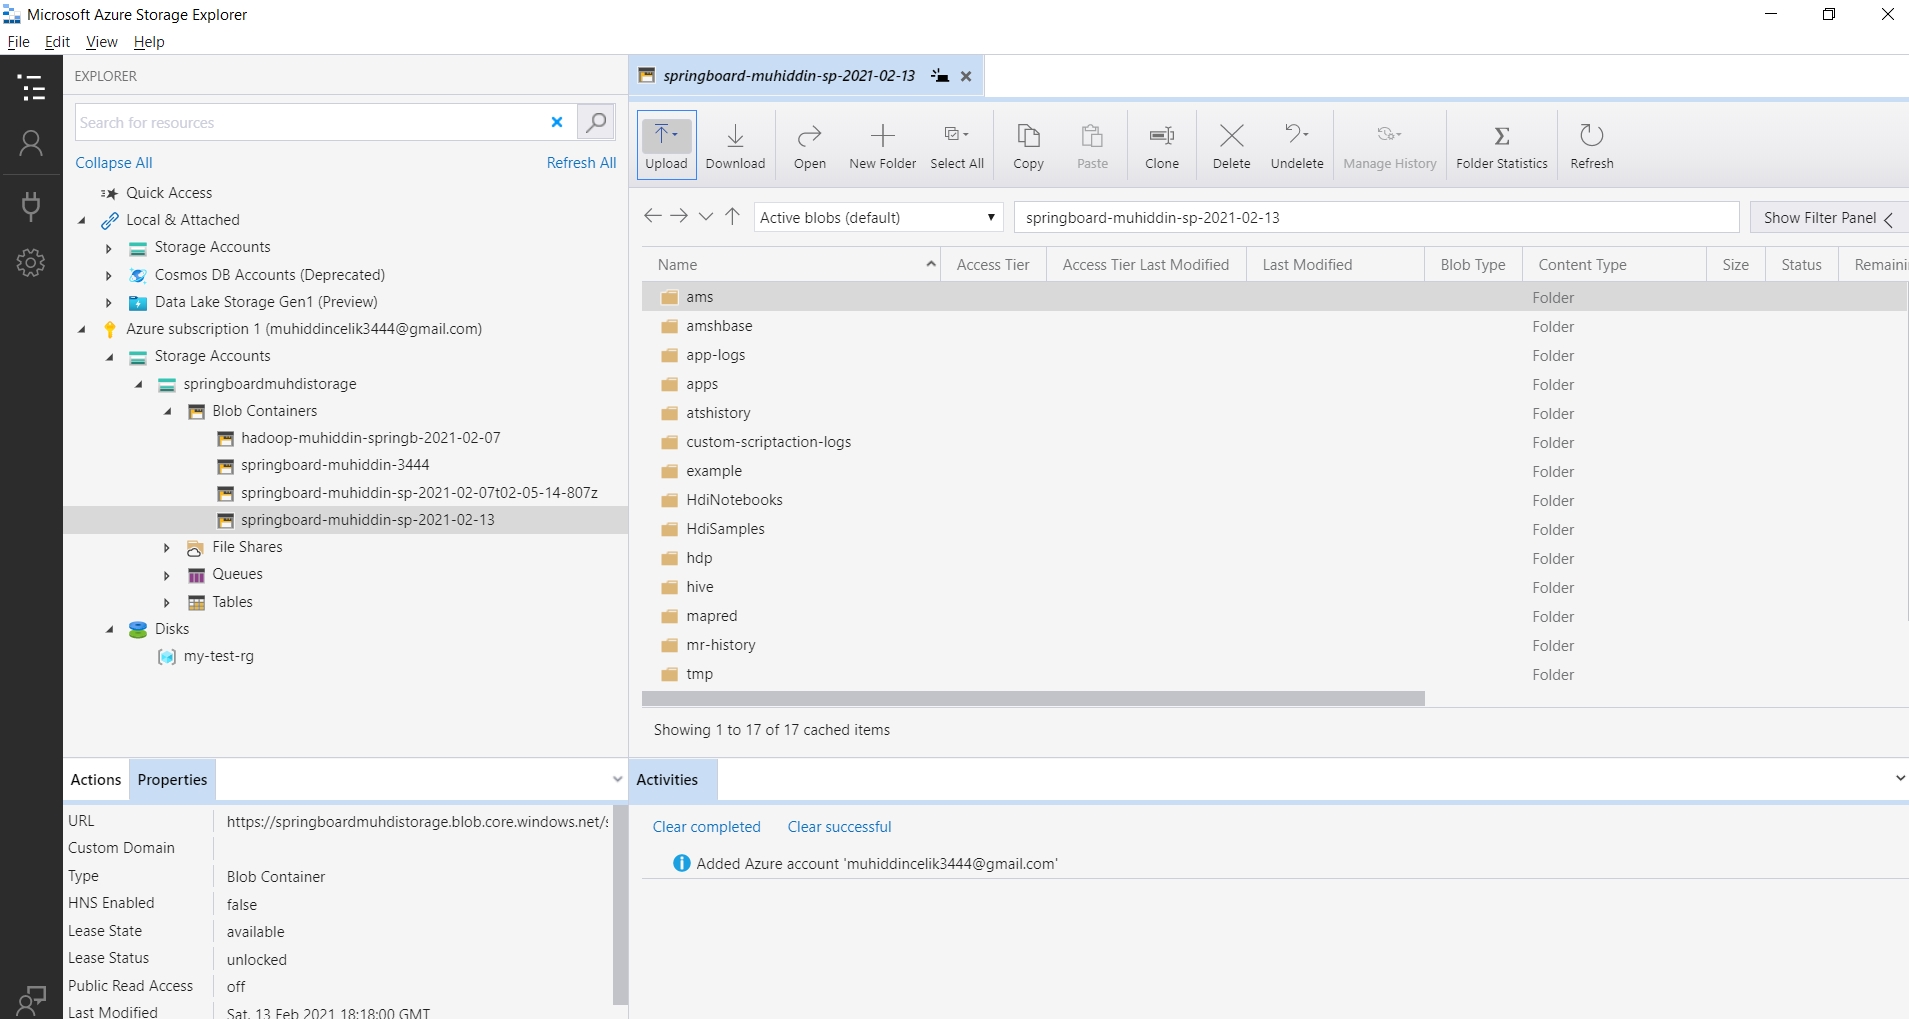 Microsoft Azure Storage Explorer
File Edit View Help
EXPLORER
Search for resources
Collapse All Refresh All
Quick Access
Local & Attached
Storage Accounts
Cosmos DB Accounts (Deprecated)
Data Lake Storage Gen1 (Preview)
Azure subscription 1 (muhiddincelik3444@gmail.com)
Storage Accounts
springboardmuhdistorage
Blob Containers
hadoop-muhiddin-springb-2021-02-07
springboard-muhiddin-3444
springboard-muhiddin-sp-2021-02-07t02-05-14-807z
springboard-muhiddin-sp-2021-02-13
File Shares
Queues
Tables
Disks
my-test-rg
springboard-muhiddin-sp-2021-02-13
Upload Download Open New Folder Select All Copy Paste Clone Delete Undelete Manage History Folder Statistics Refresh
Active blobs (default) springboard-muhiddin-sp-2021-02-13 Show Filter Panel
Name Access Tier Access Tier Last Modified Last Modified Blob Type Content Type Size Status Remaini
ams Folder
amshbase Folder
app-logs Folder
apps Folder
atshistory Folder
custom-scriptaction-logs Folder
example Folder
HdiNotebooks Folder
HdiSamples Folder
hdp Folder
hive Folder
mapred Folder
mr-history Folder
tmp Folder
Showing 1 to 17 of 17 cached items
Actions Properties
URL https://springboardmuhdistorage.blob.core.windows.net/s
Custom Domain
Type Blob Container
HNS Enabled false
Lease State available
Lease Status unlocked
Public Read Access off
Last Modified Sat, 13 Feb 2021 18:18:00 GMT
Activities
Clear completed Clear successful
Added Azure account 'muhiddincelik3444@gmail.com'